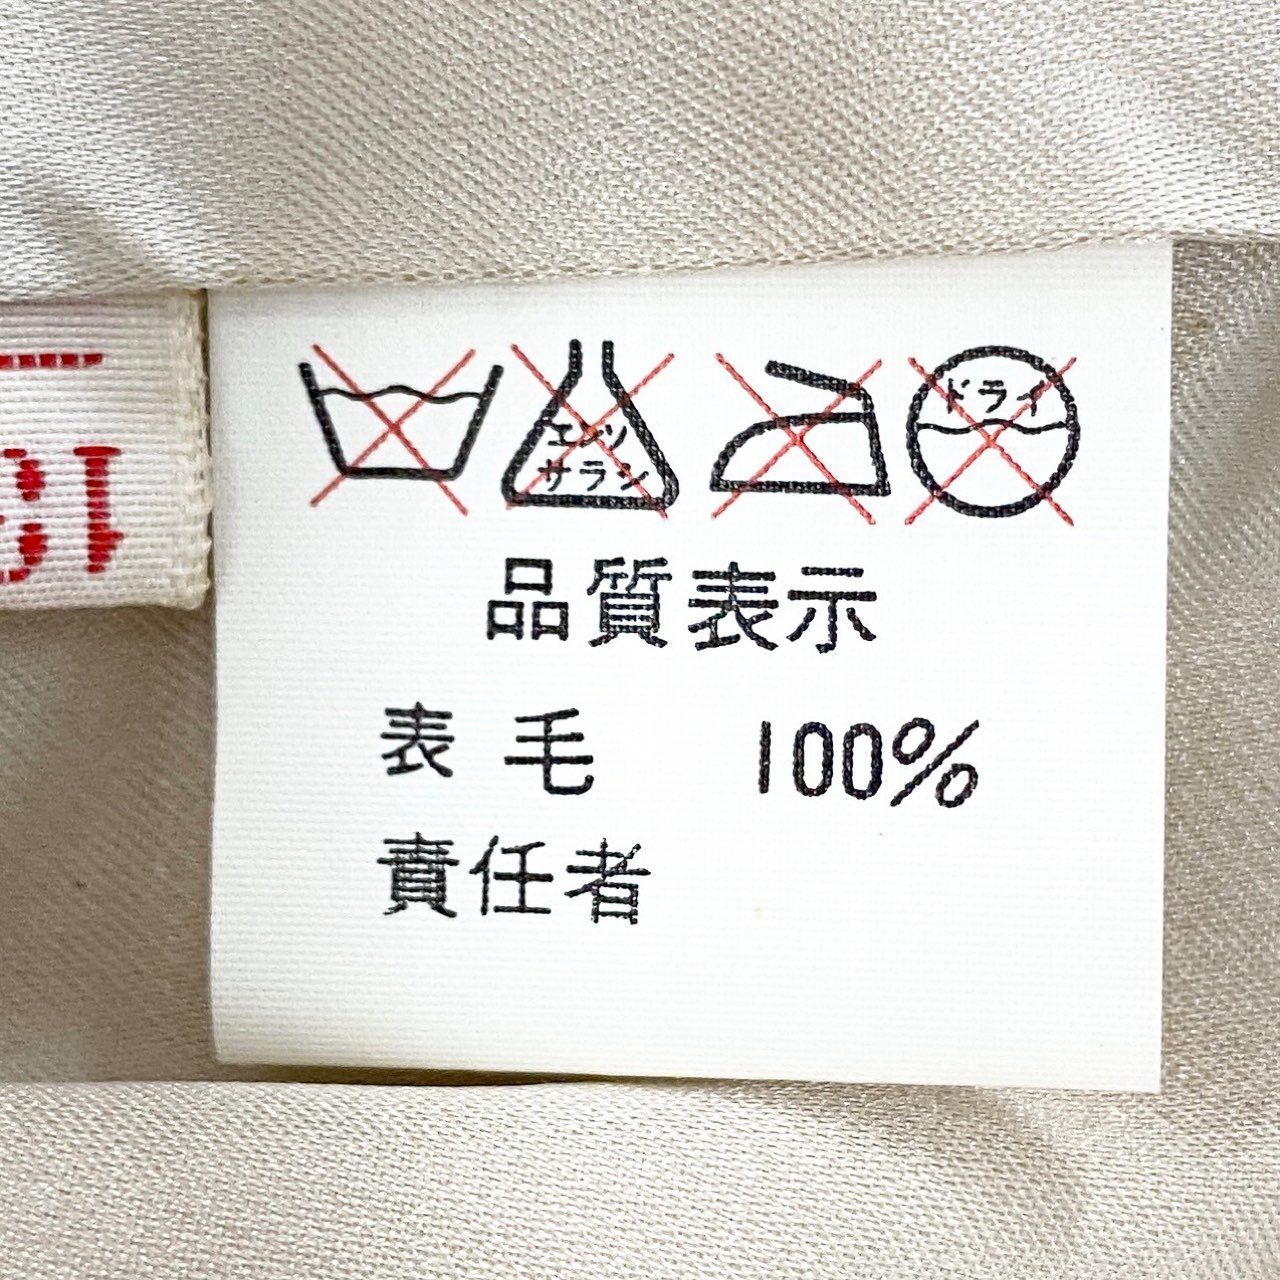 エンソ
サラシ
ドライ
品質表示
表 毛 100%
責任者
13